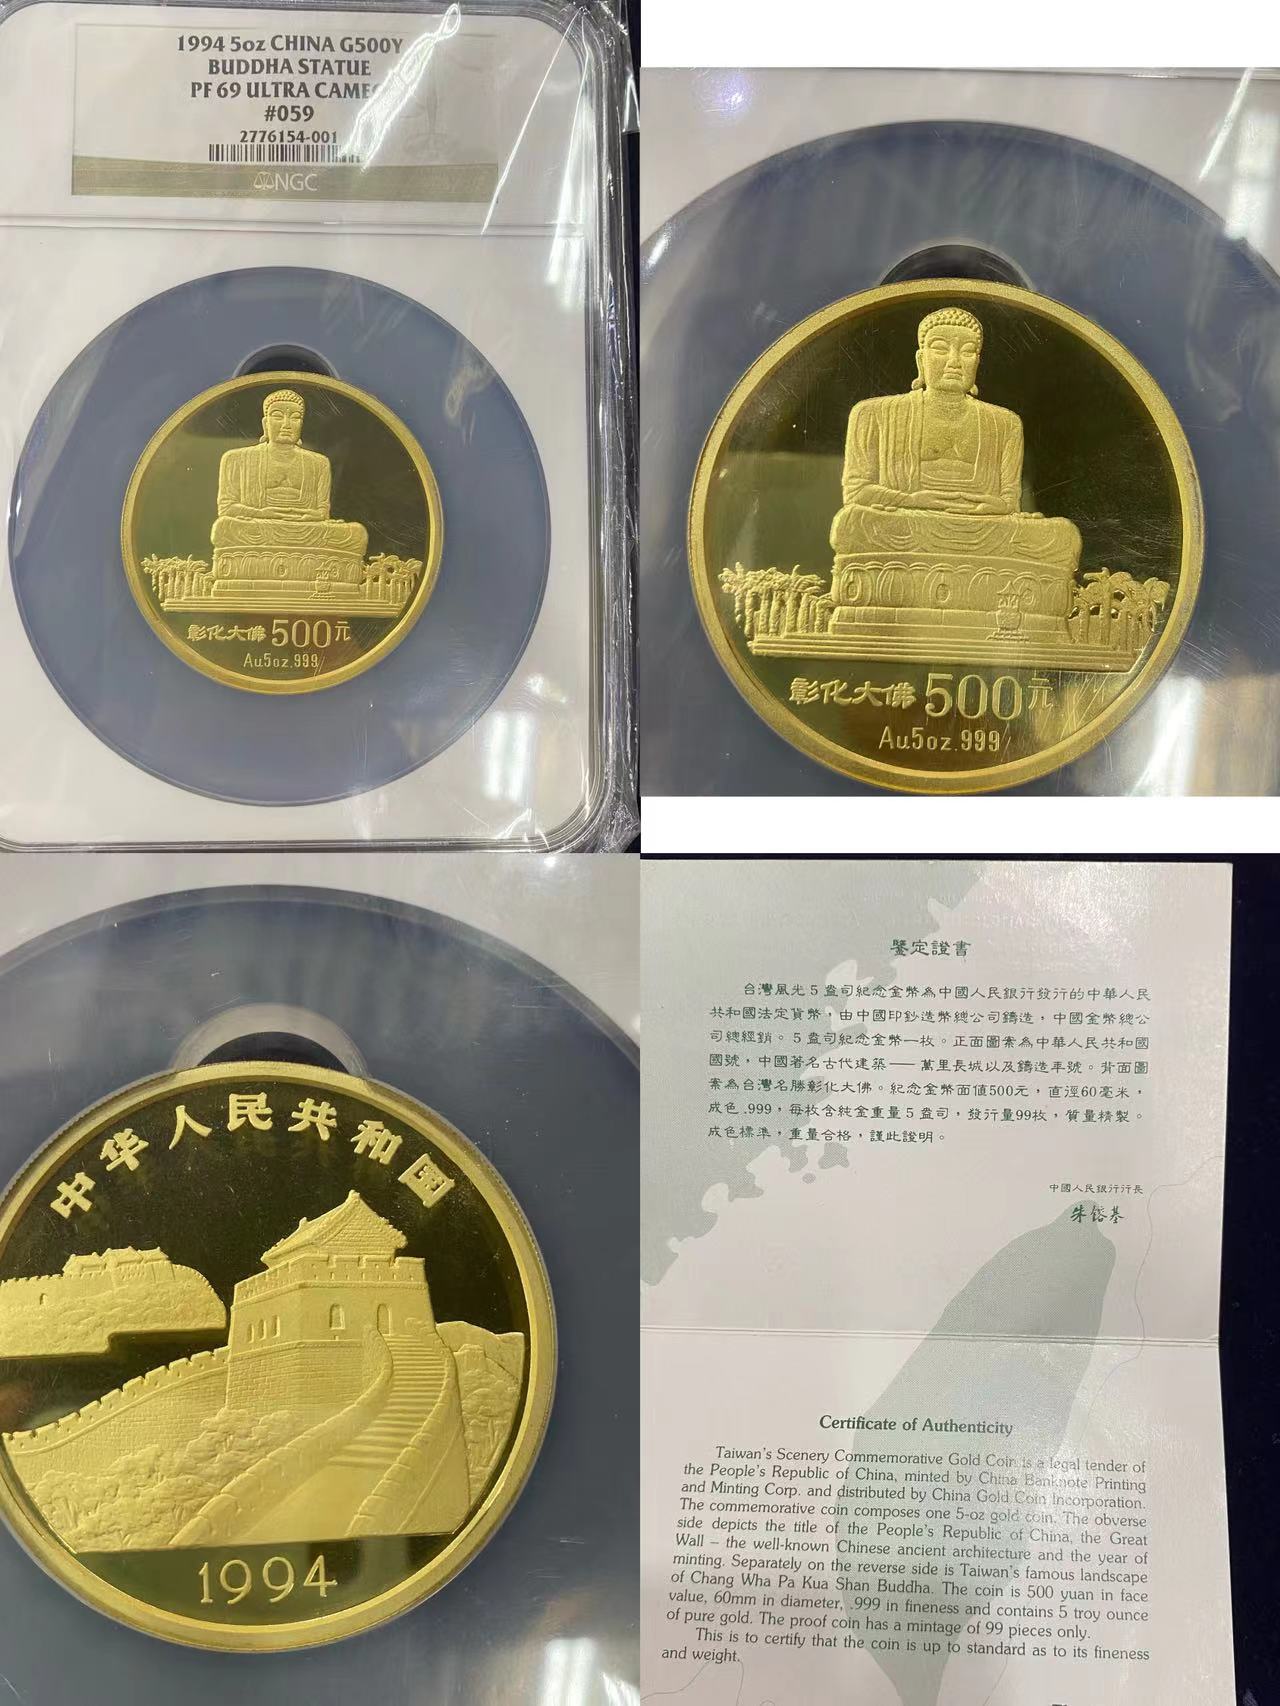 1994 5oz CHINA G500Y
BUDDHA STATUE
PF 69 ULTRA CAMEO
#059
2776154-001
NGC
彰化大佛 500元
Au5oz.999
彰化大佛 500元
Au5oz.999
中华人民共和国
1994
鑒定證書
台灣風光5盎司紀念金幣為中國人民銀行發行的中華人民
共和國法定貨幣，由中國印鈔造幣總公司鑄造，中國金幣總公
司總經銷。5盎司紀念金幣一枚。正面圖案為中華人民共和國
國號，中國著名古代建築——萬里長城以及鑄造年號。背面圖
案為台灣名勝彰化大佛。紀念金幣面值500元，直徑60毫米，
成色.999，每枚含純金重量5盎司，發行量99枚，質量精製。
成色標準，重量合格，謹此證明。
中國人民銀行行長
朱鎔基
Certificate of Authenticity
Taiwan's Scenery Commemorative Gold Coin is a legal tender of
the People's Republic of China, minted by China Banknote Printing
and Minting Corp. and distributed by China Gold Coin Incorporation.
The commemorative coin composes one 5-oz gold coin. The obverse
side depicts the title of the People's Republic of China, the Great
Wall – the well-known Chinese ancient architecture and the year of
minting. Separately on the reverse side is Taiwan's famous landscape
of Chang Wha Pa Kua Shan Buddha. The coin is 500 yuan in face
value, 60mm in diameter, .999 in fineness and contains 5 troy ounce
of pure gold. The proof coin has a mintage of 99 pieces only.
This is to certify that the coin is up to standard as to its fineness
and weight.